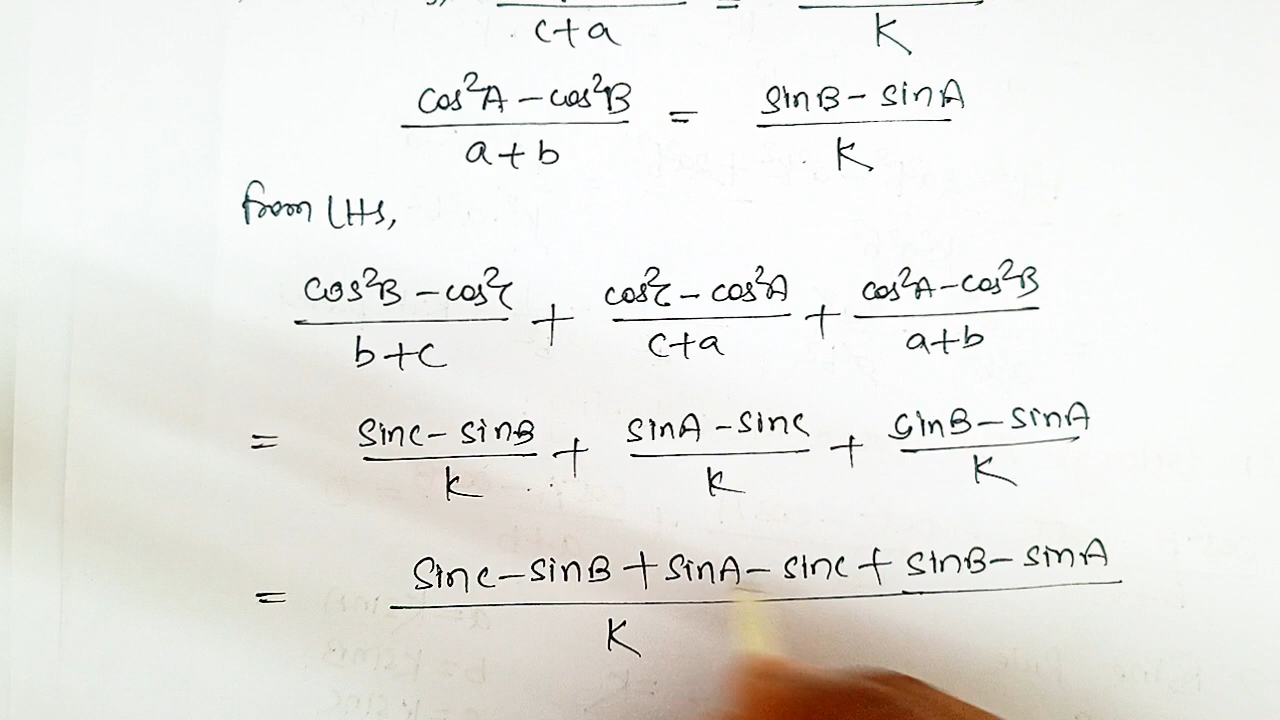 c+a = K
cos²A - cos²B / a+b = sinB - sinA / K
from LHS,
cos²B - cos²C / b+c + cos²C - cos²A / c+a + cos²A - cos²B / a+b
= sinC - sinB / K + sinA - sinC / K + sinB - sinA / K
= sinC - sinB + sinA - sinC + sinB - sinA / K